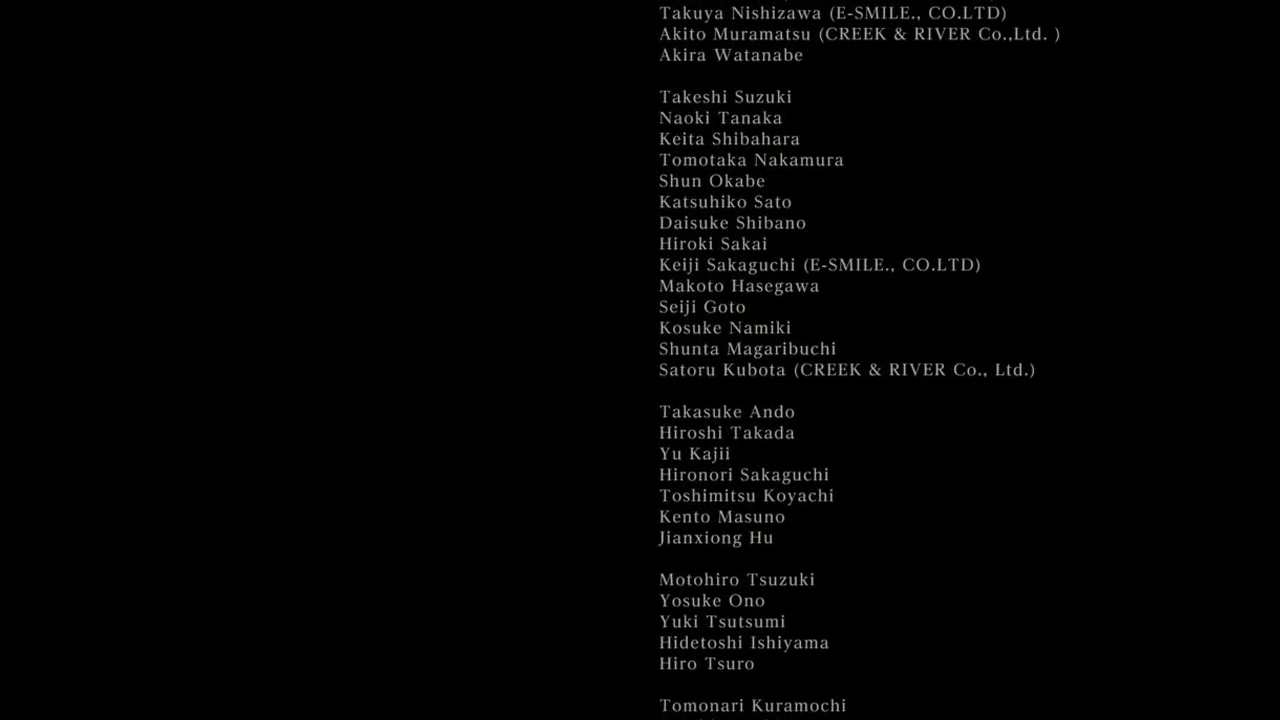 Takuya Nishizawa (E-SMILE., CO.LTD)
Akito Muramatsu (CREEK & RIVER Co.,Ltd. )
Akira Watanabe
Takeshi Suzuki
Naoki Tanaka
Keita Shibahara
Tomotaka Nakamura
Shun Okabe
Katsuhiko Sato
Daisuke Shibano
Hiroki Sakai
Keiji Sakaguchi (E-SMILE., CO.LTD)
Makoto Hasegawa
Seiji Goto
Kosuke Namiki
Shunta Magaribuchi
Satoru Kubota (CREEK & RIVER Co., Ltd.)
Takasuke Ando
Hiroshi Takada
Yu Kajii
Hironori Sakaguchi
Toshimitsu Koyachi
Kento Masuno
Jianxiong Hu
Motohiro Tsuzuki
Yosuke Ono
Yuki Tsutsumi
Hidetoshi Ishiyama
Hiro Tsuro
Tomonari Kuramochi